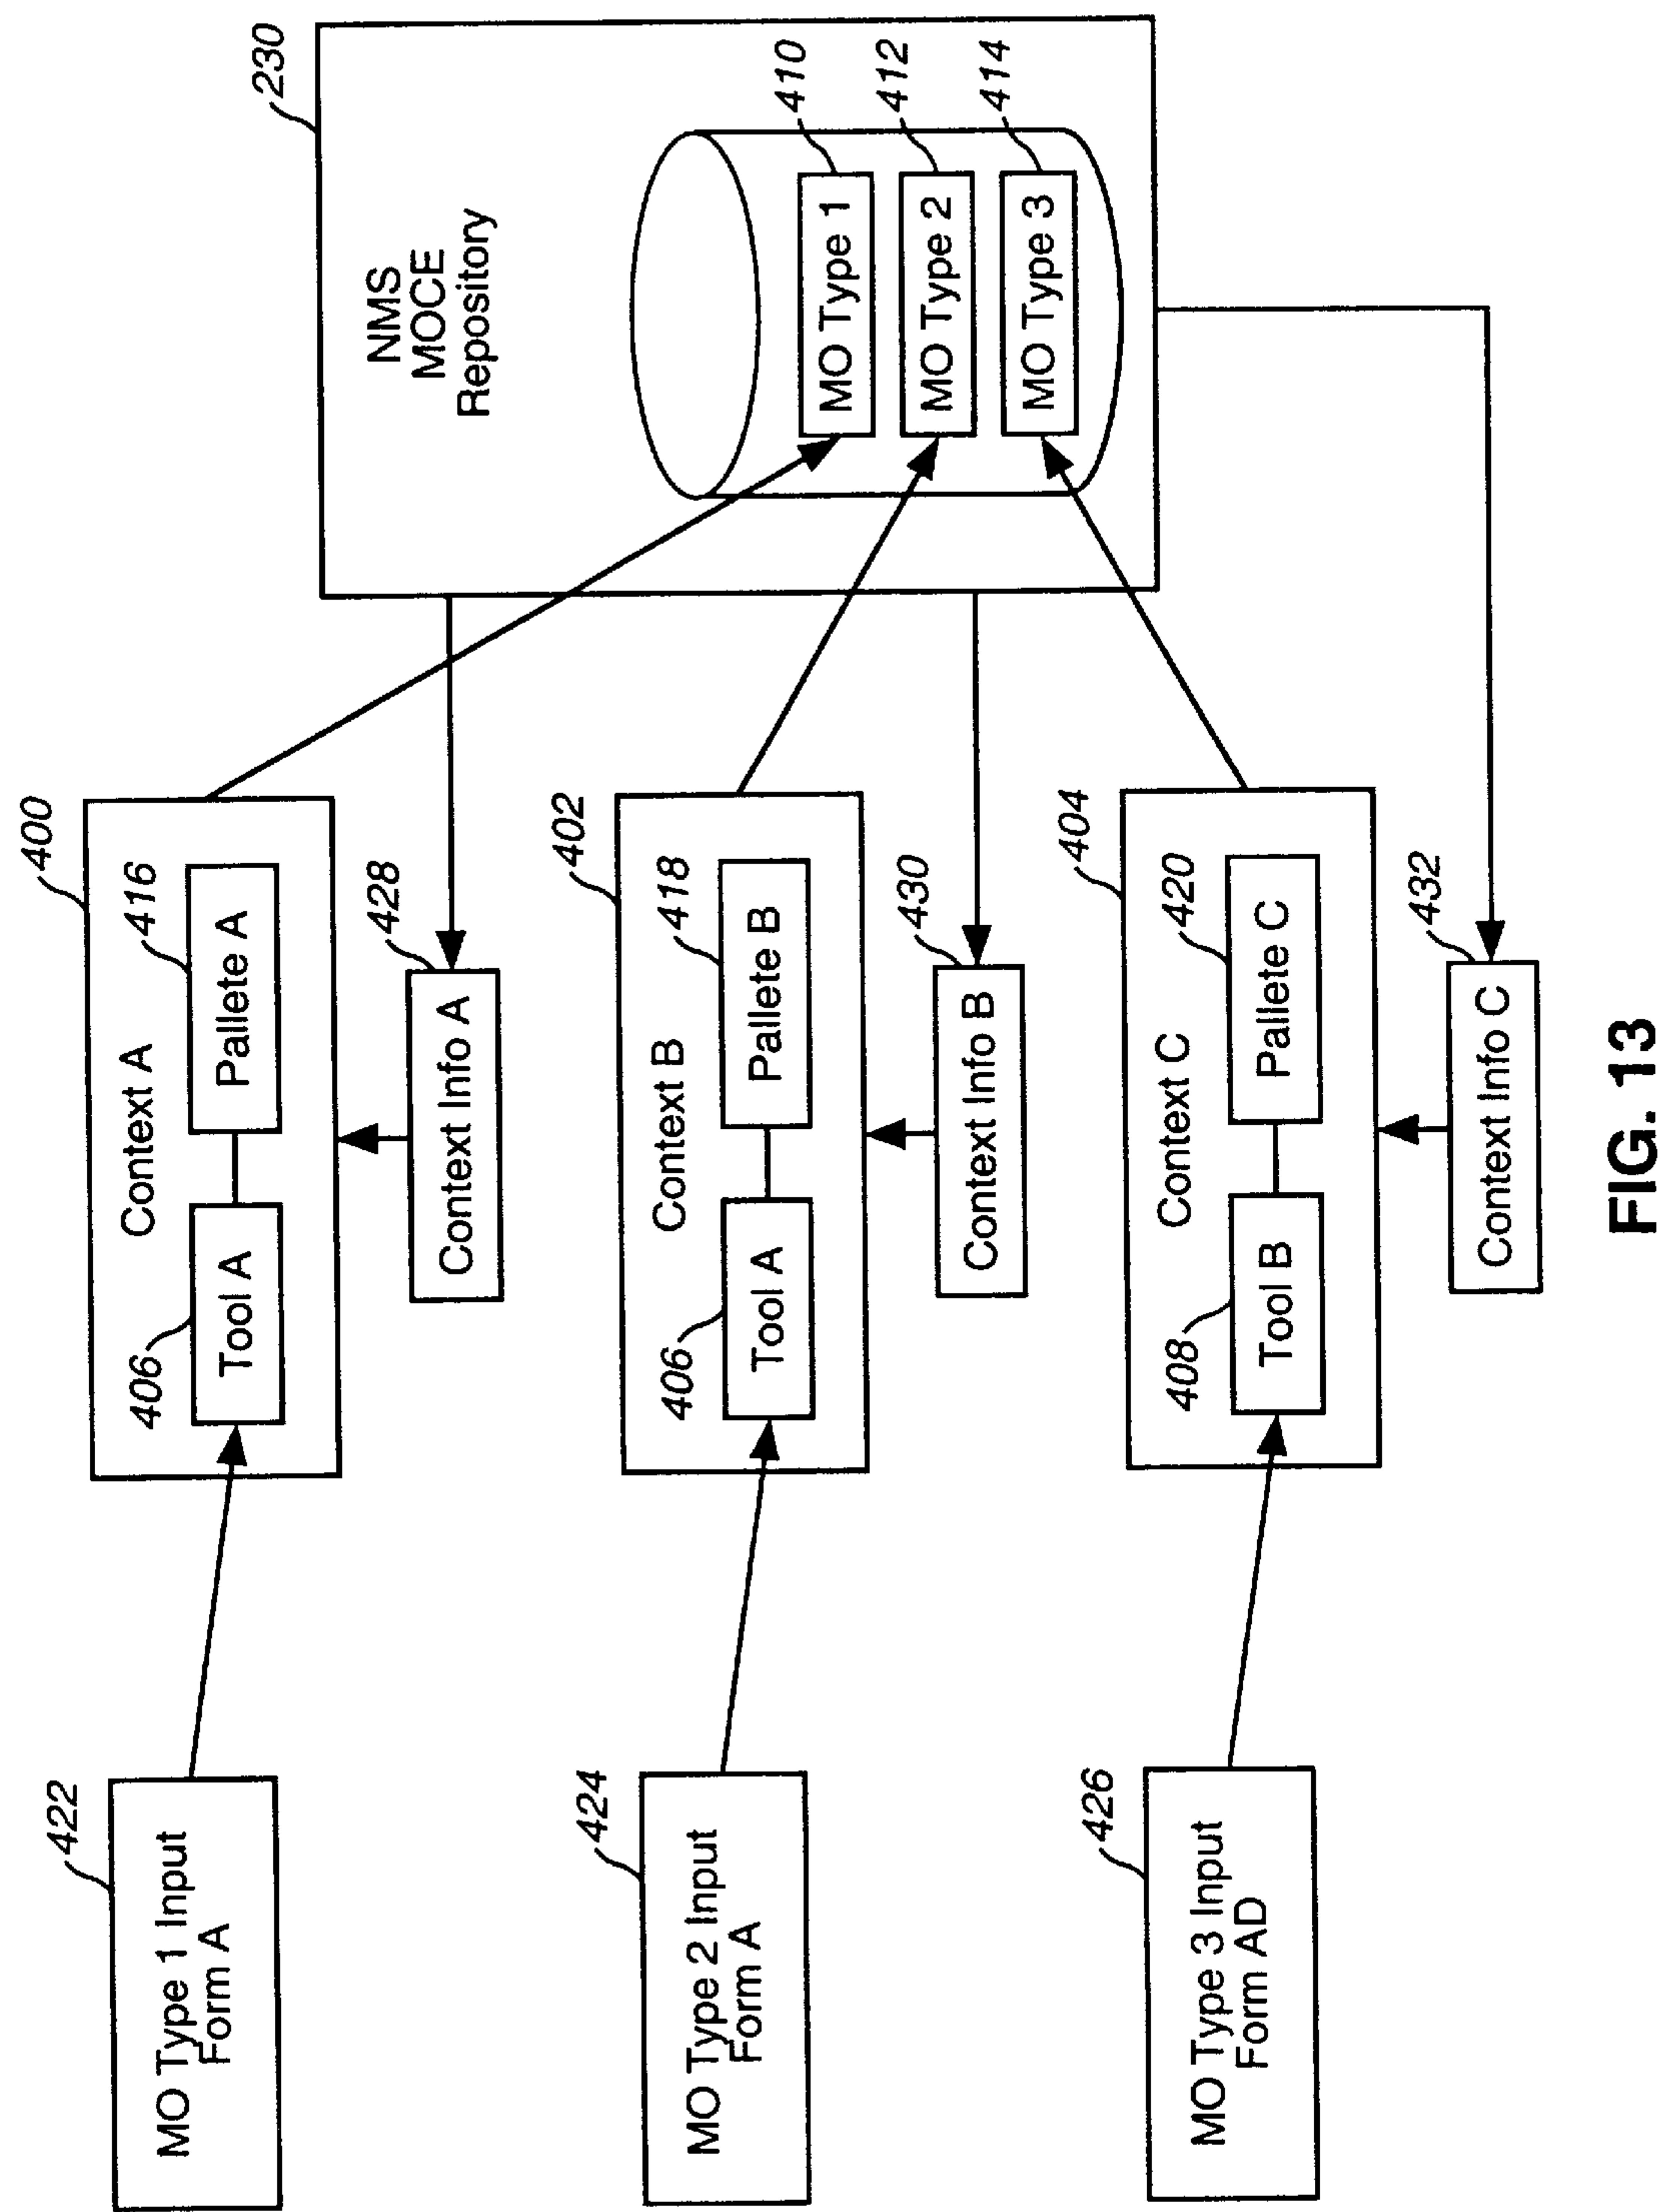 422
MO Type 1 Input
Form A
400
Context A
406
Tool A
416
Pallete A
428
Context Info A
424
MO Type 2 Input
Form A
402
Context B
406
Tool A
418
Pallete B
430
Context Info B
426
MO Type 3 Input
Form AD
404
Context C
408
Tool B
420
Pallete C
432
Context Info C
230
NMS
MOCE
Repository
410
MO Type 1
412
MO Type 2
414
MO Type 3
FIG. 13